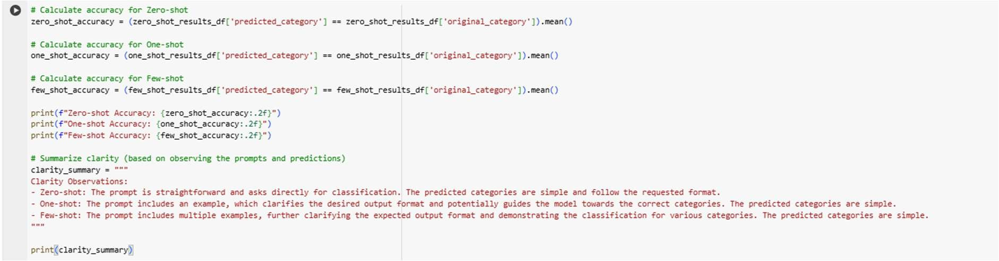 # Calculate accuracy for Zero-shot
zero_shot_accuracy = (zero_shot_results_df['predicted_category'] == zero_shot_results_df['original_category']).mean()
# Calculate accuracy for One-shot
one_shot_accuracy = (one_shot_results_df['predicted_category'] == one_shot_results_df['original_category']).mean()
# Calculate accuracy for Few-shot
few_shot_accuracy = (few_shot_results_df['predicted_category'] == few_shot_results_df['original_category']).mean()
print(f"Zero-shot Accuracy: {zero_shot_accuracy:.2f}")
print(f"One-shot Accuracy: {one_shot_accuracy:.2f}")
print(f"Few-shot Accuracy: {few_shot_accuracy:.2f}")
# Summarize clarity (based on observing the prompts and predictions)
clarity_summary = """
Clarity Observations:
- Zero-shot: The prompt is straightforward and asks directly for classification. The predicted categories are simple and follow the requested format.
- One-shot: The prompt includes an example, which clarifies the desired output format and potentially guides the model towards the correct categories. The predicted categories are simple.
- Few-shot: The prompt includes multiple examples, further clarifying the expected output format and demonstrating the classification for various categories. The predicted categories are simple.
"""
print(clarity_summary)